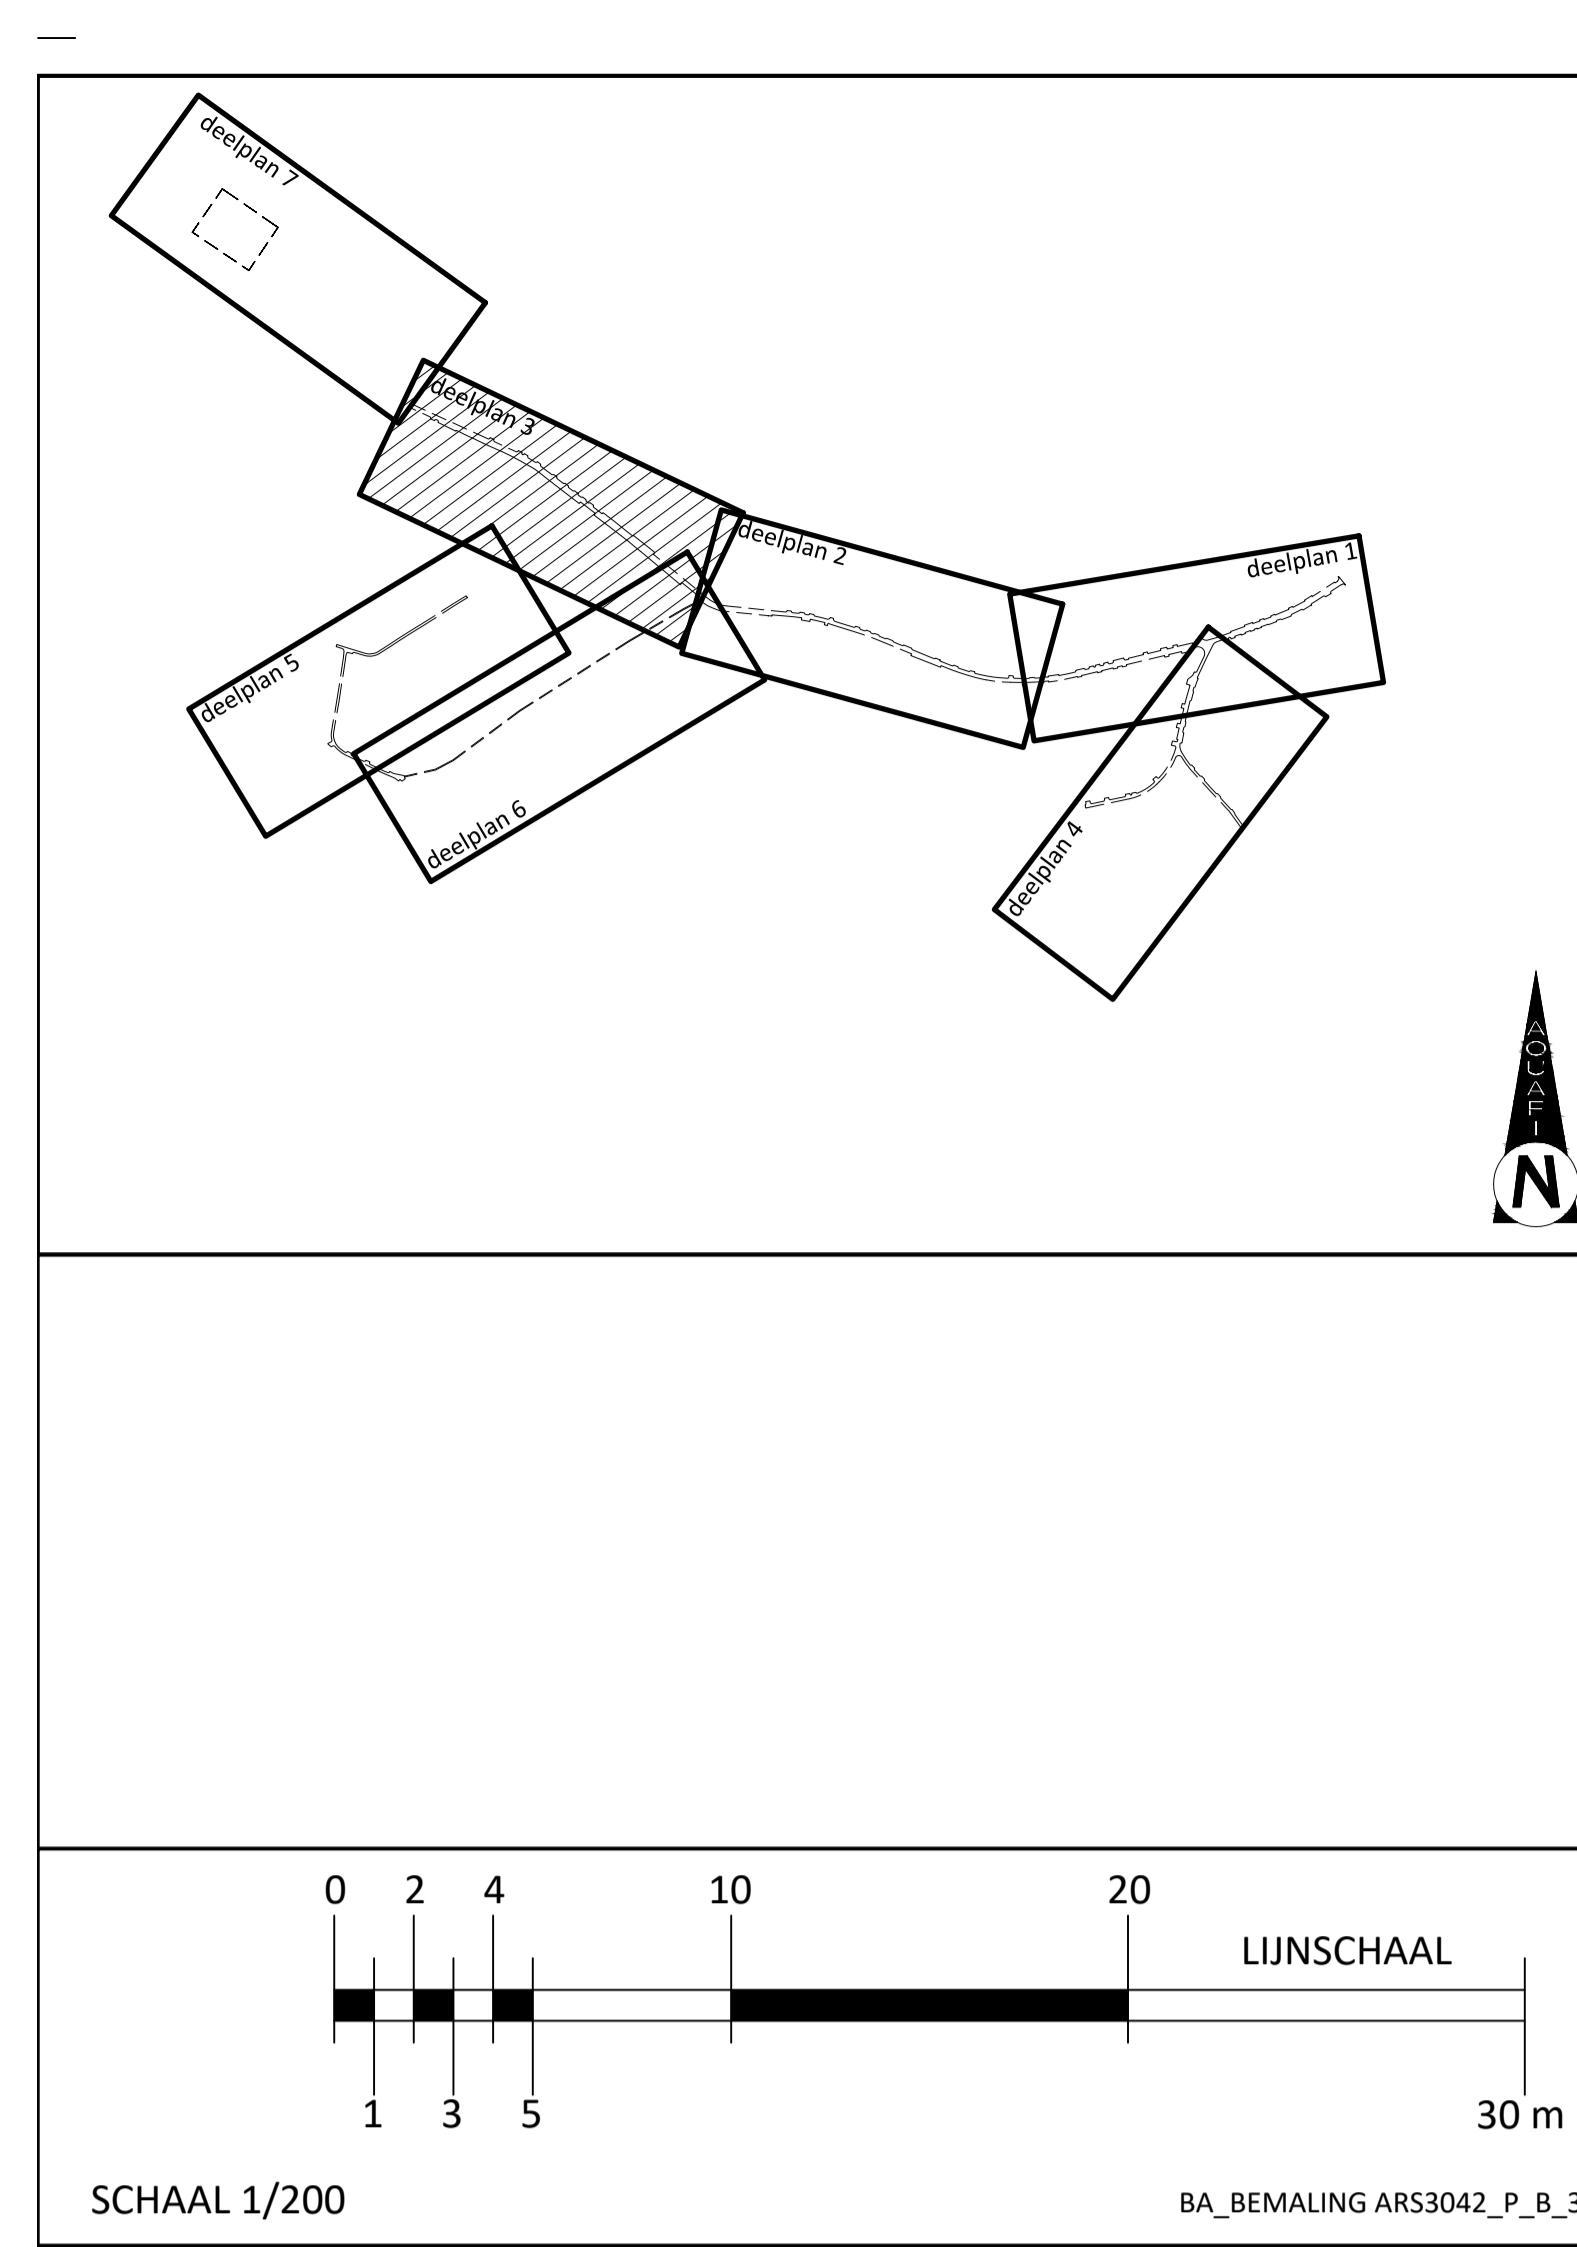 deelplan 7
deelplan 3
deelplan 2
deelplan 1
deelplan 5
deelplan 6
deelplan 4
AQUAFI
N
0 2 4 10 20
LIJNSCHAAL
1 3 5 30 m
SCHAAL 1/200
BA_BEMALING ARS3042_P_B_3